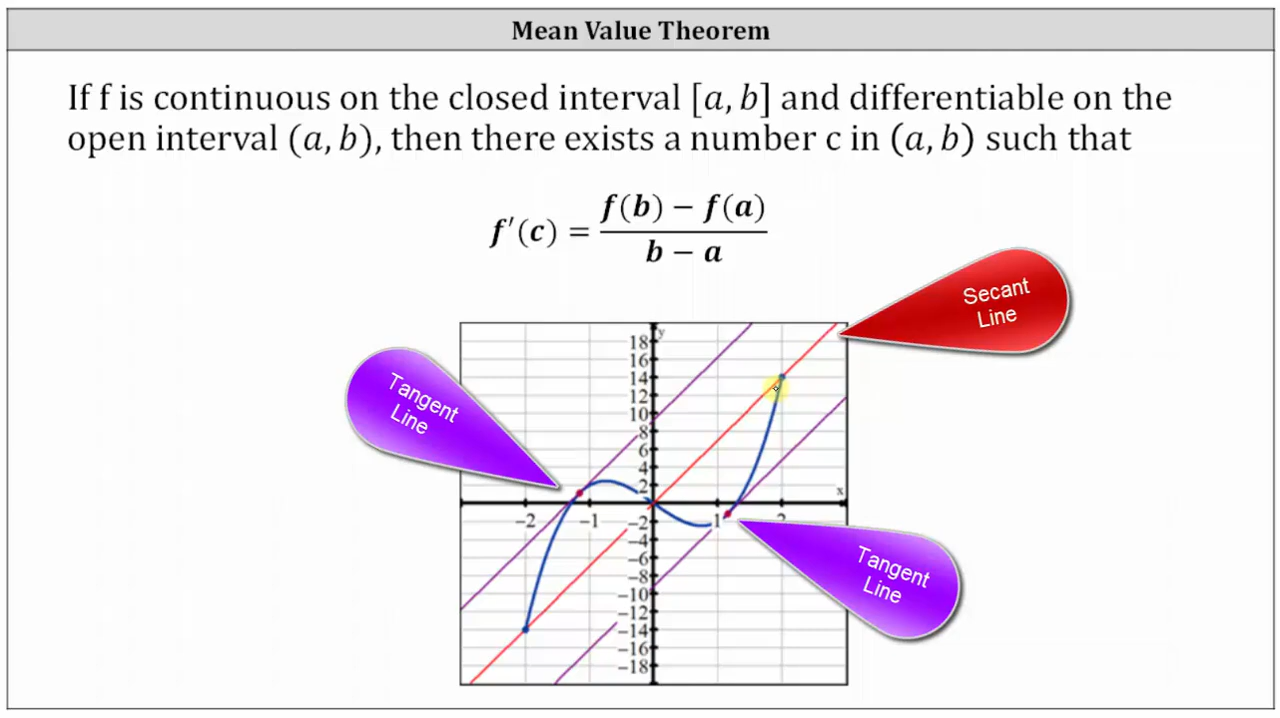 Mean Value Theorem
If f is continuous on the closed interval [a, b] and differentiable on the
open interval (a, b), then there exists a number c in (a, b) such that
f′(c) = f(b) − f(a) / b − a
Secant
Line
Tangent
Line
y
18
16
14
12
10
8
6
4
2
x
−2
−1
1
2
−2
−4
−6
−8
−10
−12
−14
−16
−18
Tangent
Line